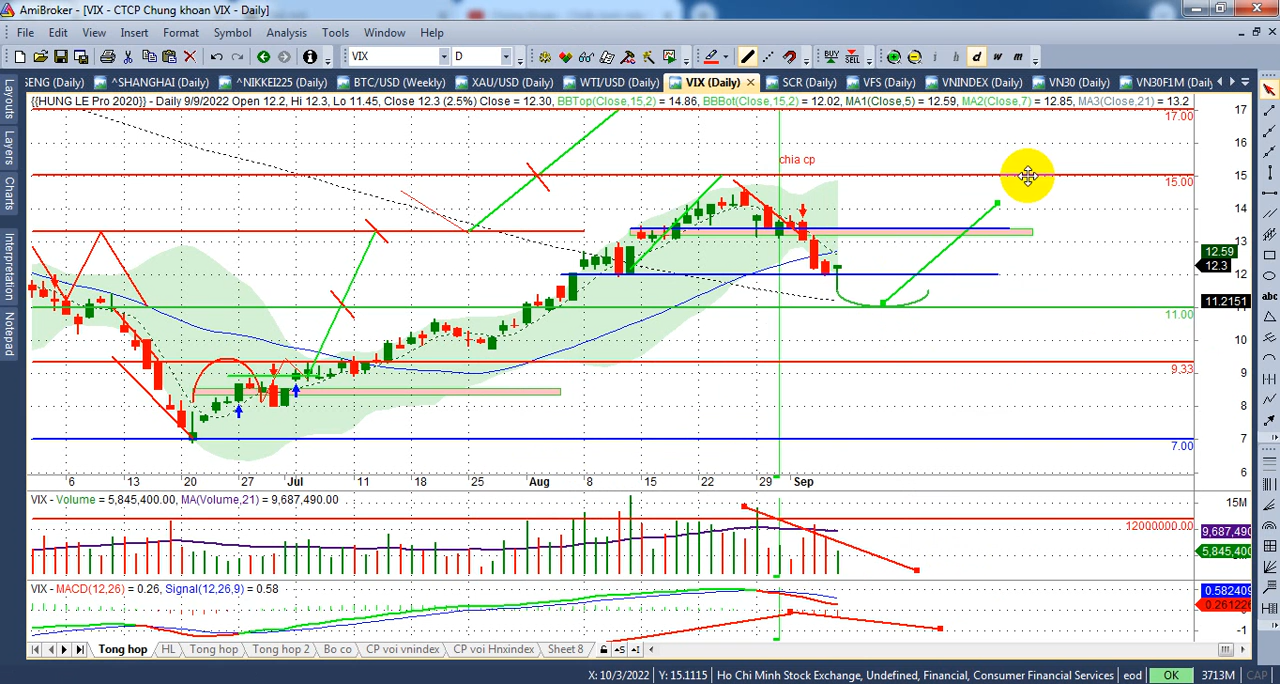 AmiBroker - [VIX - CTCP Chung khoan VIX - Daily]
File Edit View Insert Format Symbol Analysis Tools Window Help
VIX D BUY SELL i h d w m
SENG (Daily) ^SHANGHAI (Daily) ^NIKKEI225 (Daily) BTC/USD (Weekly) XAU/USD (Daily) WTI/USD (Daily) VIX (Daily) SCR (Daily) VFS (Daily) VNINDEX (Daily) VN30 (Daily) VN30F1M (Daily)
Layouts
Layers
Charts
Interpretation
Notepad
{{HUNG LE Pro 2020}} - Daily 9/9/2022 Open 12.2, Hi 12.3, Lo 11.45, Close 12.3 (2.5%) Close = 12.30, BBTop(Close,15,2) = 14.86, BBBot(Close,15,2) = 12.02, MA1(Close,5) = 12.59, MA2(Close,7) = 12.85, MA3(Close,21) = 13.2
17
17.00
16
chia cp
15
15.00
14
13
12.59
12.3
12
11.2151
11.00
10
9.33
9
8
7
7.00
6
6 13 20 27 Jul 11 18 25 Aug 8 15 22 29 Sep
VIX - Volume = 5,845,400.00, MA(Volume,21) = 9,687,490.00
15M
12000000.00
9,687,490
5,845,400
VIX - MACD(12,26) = 0.26, Signal(12,26,9) = 0.58
0.582409
0.261226
-1
Tong hop HL Tong hop Tong hop 2 Bo co CP voi vnindex CP voi Hnxindex Sheet 8
X: 10/3/2022 Y: 15.1115 Ho Chi Minh Stock Exchange, Undefined, Financial, Consumer Financial Services eod OK 3713M CAP
abc